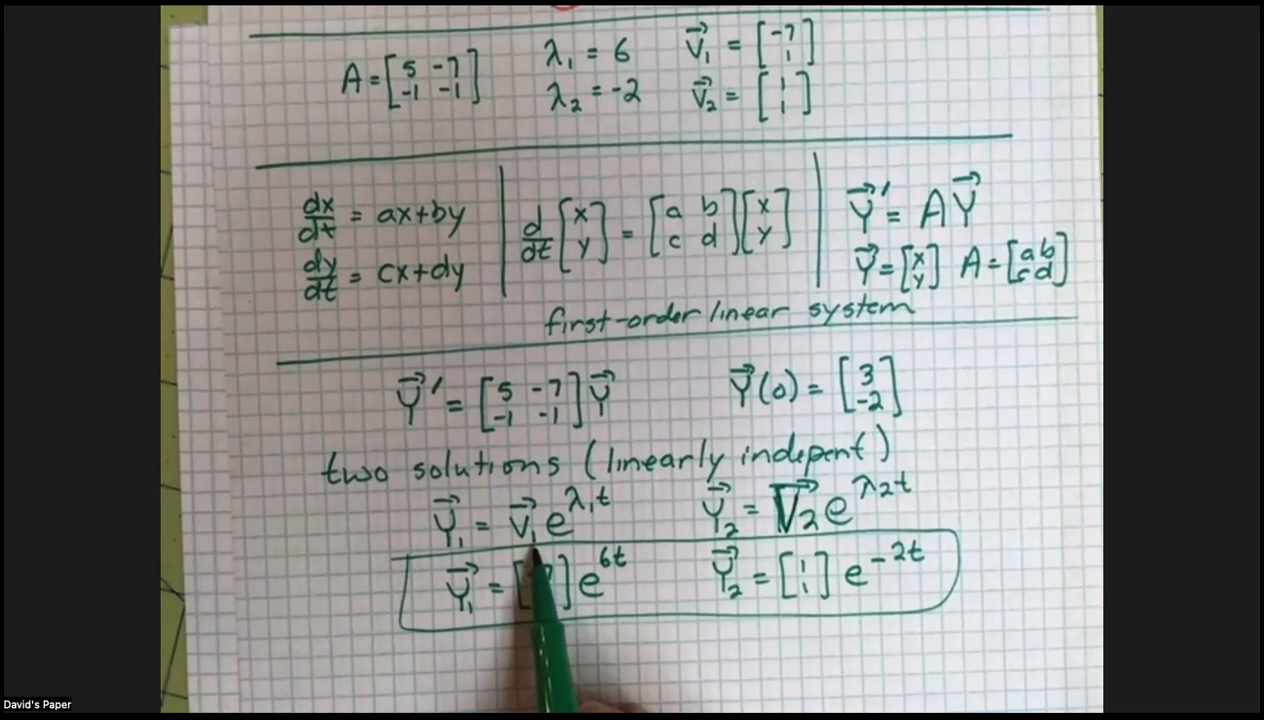 A = [5 -7; -1 -1] λ₁ = 6 v⃗₁ = [-7; 1]
λ₂ = -2 v⃗₂ = [1; 1]
dx/dt = ax+by
dy/dt = cx+dy
d/dt [x; y] = [a b; c d][x; y]
Y⃗′ = AY⃗
Y⃗ = [x; y] A = [a b; c d]
first-order linear system
Y⃗′ = [5 -7; -1 -1] Y⃗ Y⃗(0) = [3; -2]
two solutions (linearly indepent)
Y⃗₁ = v⃗₁e^λ₁t Y⃗₂ = V⃗₂e^λ₂t
Y⃗₁ = [ ] e^6t Y⃗₂ = [1; 1] e^-2t
David's Paper